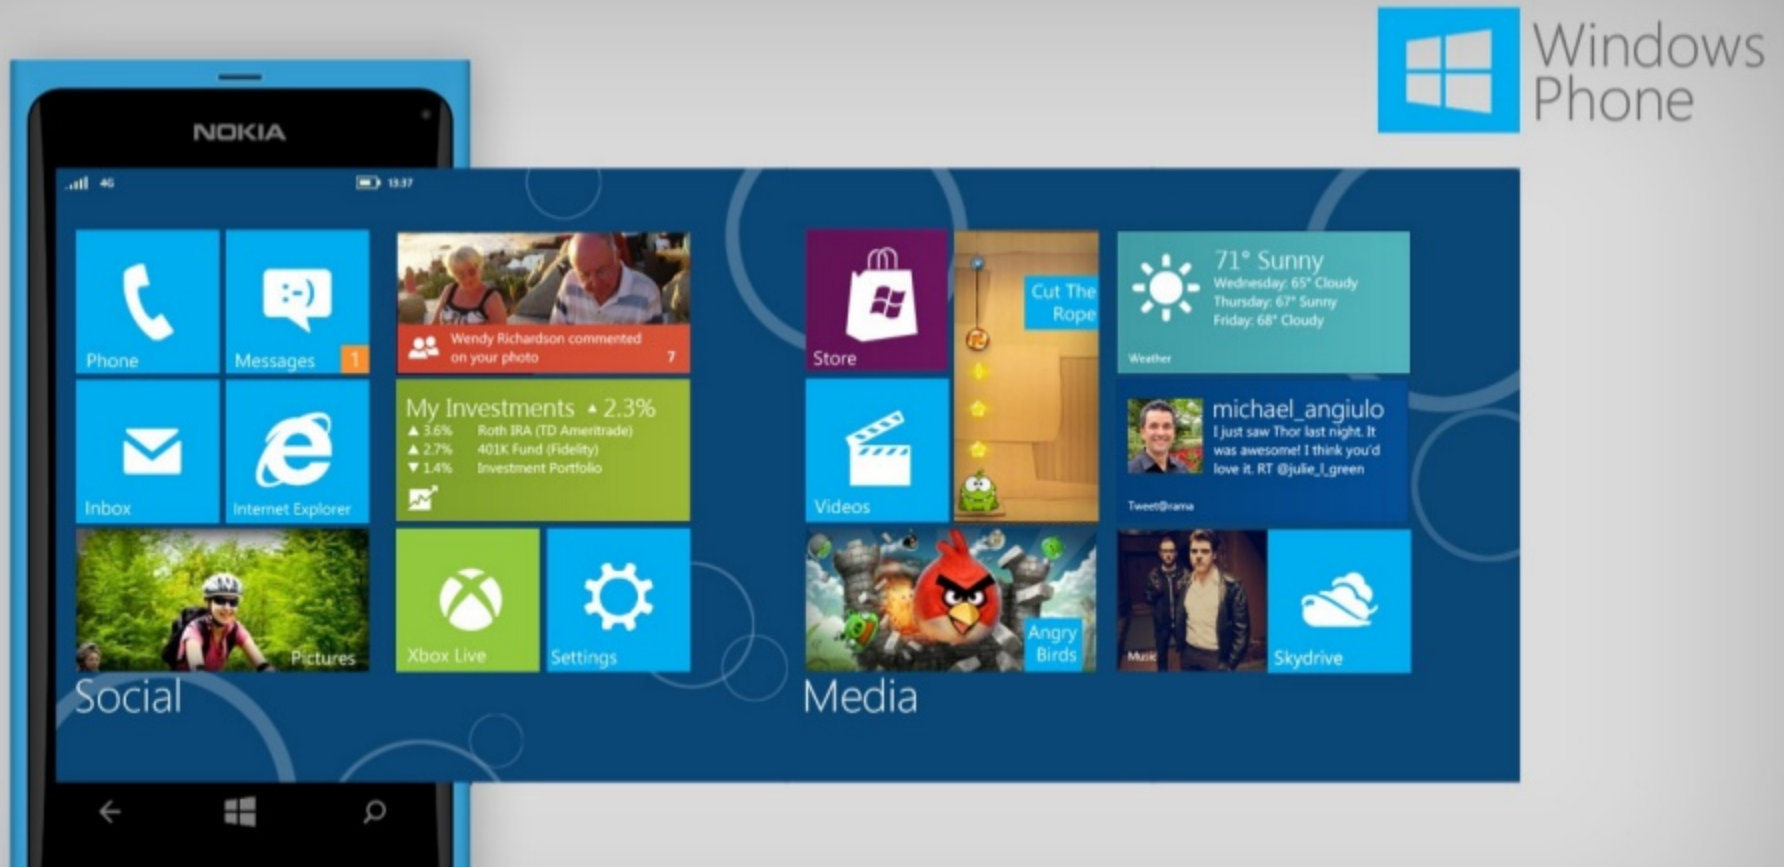 Windows
Phone
NOKIA
4G
13:37
Phone
Messages
1
Wendy Richardson commented
on your photo
7
Inbox
Internet Explorer
My Investments ▲ 2.3%
▲ 3.6% Roth IRA (TD Ameritrade)
▲ 2.7% 401K Fund (Fidelity)
▼ 1.4% Investment Portfolio
Pictures
Xbox Live
Settings
Social
Store
Cut The
Rope
71° Sunny
Wednesday: 65° Cloudy
Thursday: 67° Sunny
Friday: 68° Cloudy
Weather
Videos
michael_angiulo
I just saw Thor last night. It
was awesome! I think you'd
love it. RT @julie_l_green
Tweet@rama
Angry
Birds
Music
Skydrive
Media